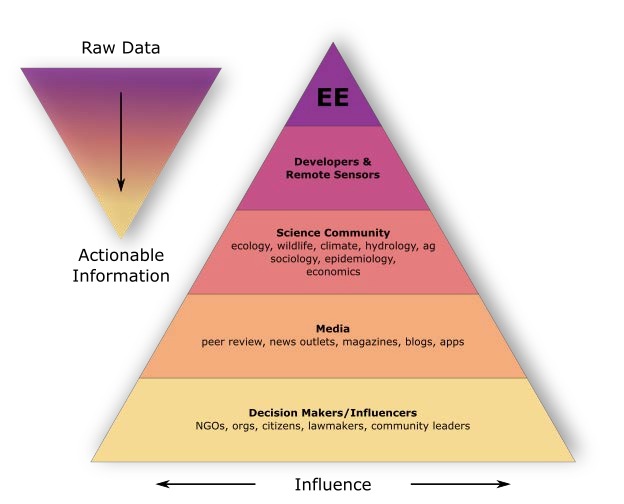 Raw Data
Actionable
Information
EE
Developers &
Remote Sensors
Science Community
ecology, wildlife, climate, hydrology, ag
sociology, epidemiology,
economics
Media
peer review, news outlets, magazines, blogs, apps
Decision Makers/Influencers
NGOs, orgs, citizens, lawmakers, community leaders
Influence